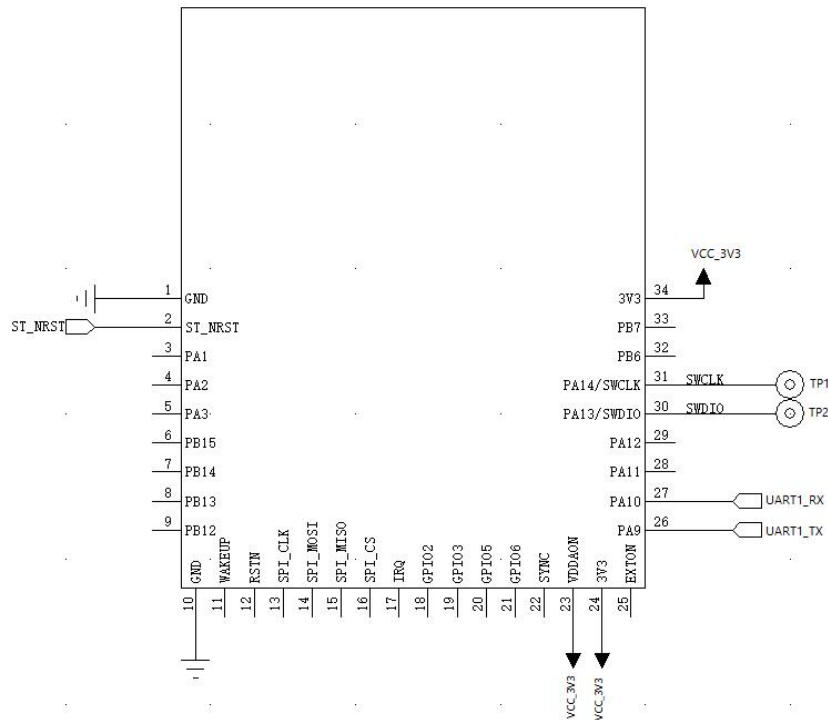 VCC_3V3
1 GND 3V3 34
ST_NRST 2 ST_NRST PB7 33
3 PA1 PB6 32
4 PA2 PA14/SWCLK 31 SWCLK TP1
5 PA3 PA13/SWDIO 30 SWDIO TP2
6 PB15 PA12 29
7 PB14 PA11 28
8 PB13 PA10 27 UART1_RX
9 PB12 PA9 26 UART1_TX
GND WAKEUP RSTN SPI_CLK SPI_MOSI SPI_MISO SPI_CS IRQ GPIO2 GPIO3 GPIO5 GPIO6 SYNC VDDAON 3V3 EXTON
10 11 12 13 14 15 16 17 18 19 20 21 22 23 24 25
VCC_3V3 VCC_3V3